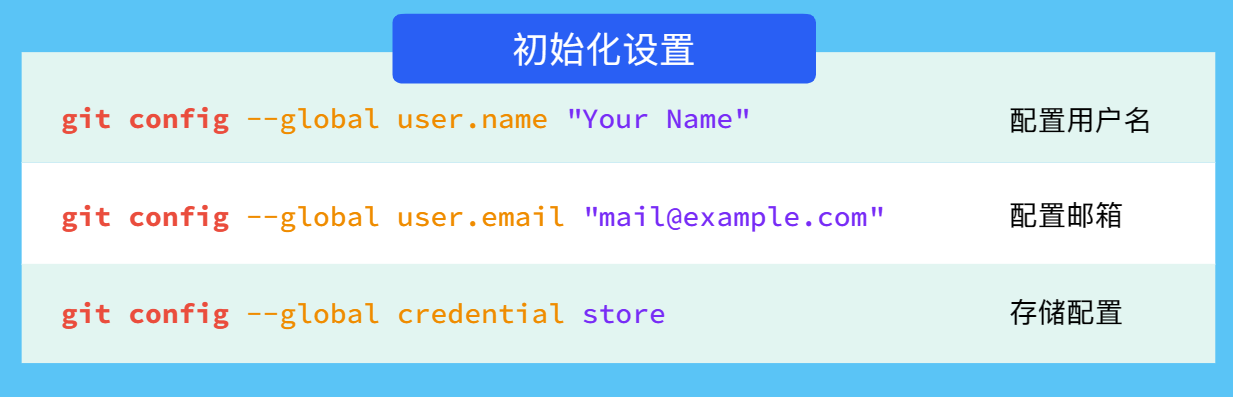 初始化设置
git config --global user.name "Your Name" 配置用户名
git config --global user.email "mail@example.com" 配置邮箱
git config --global credential store 存储配置